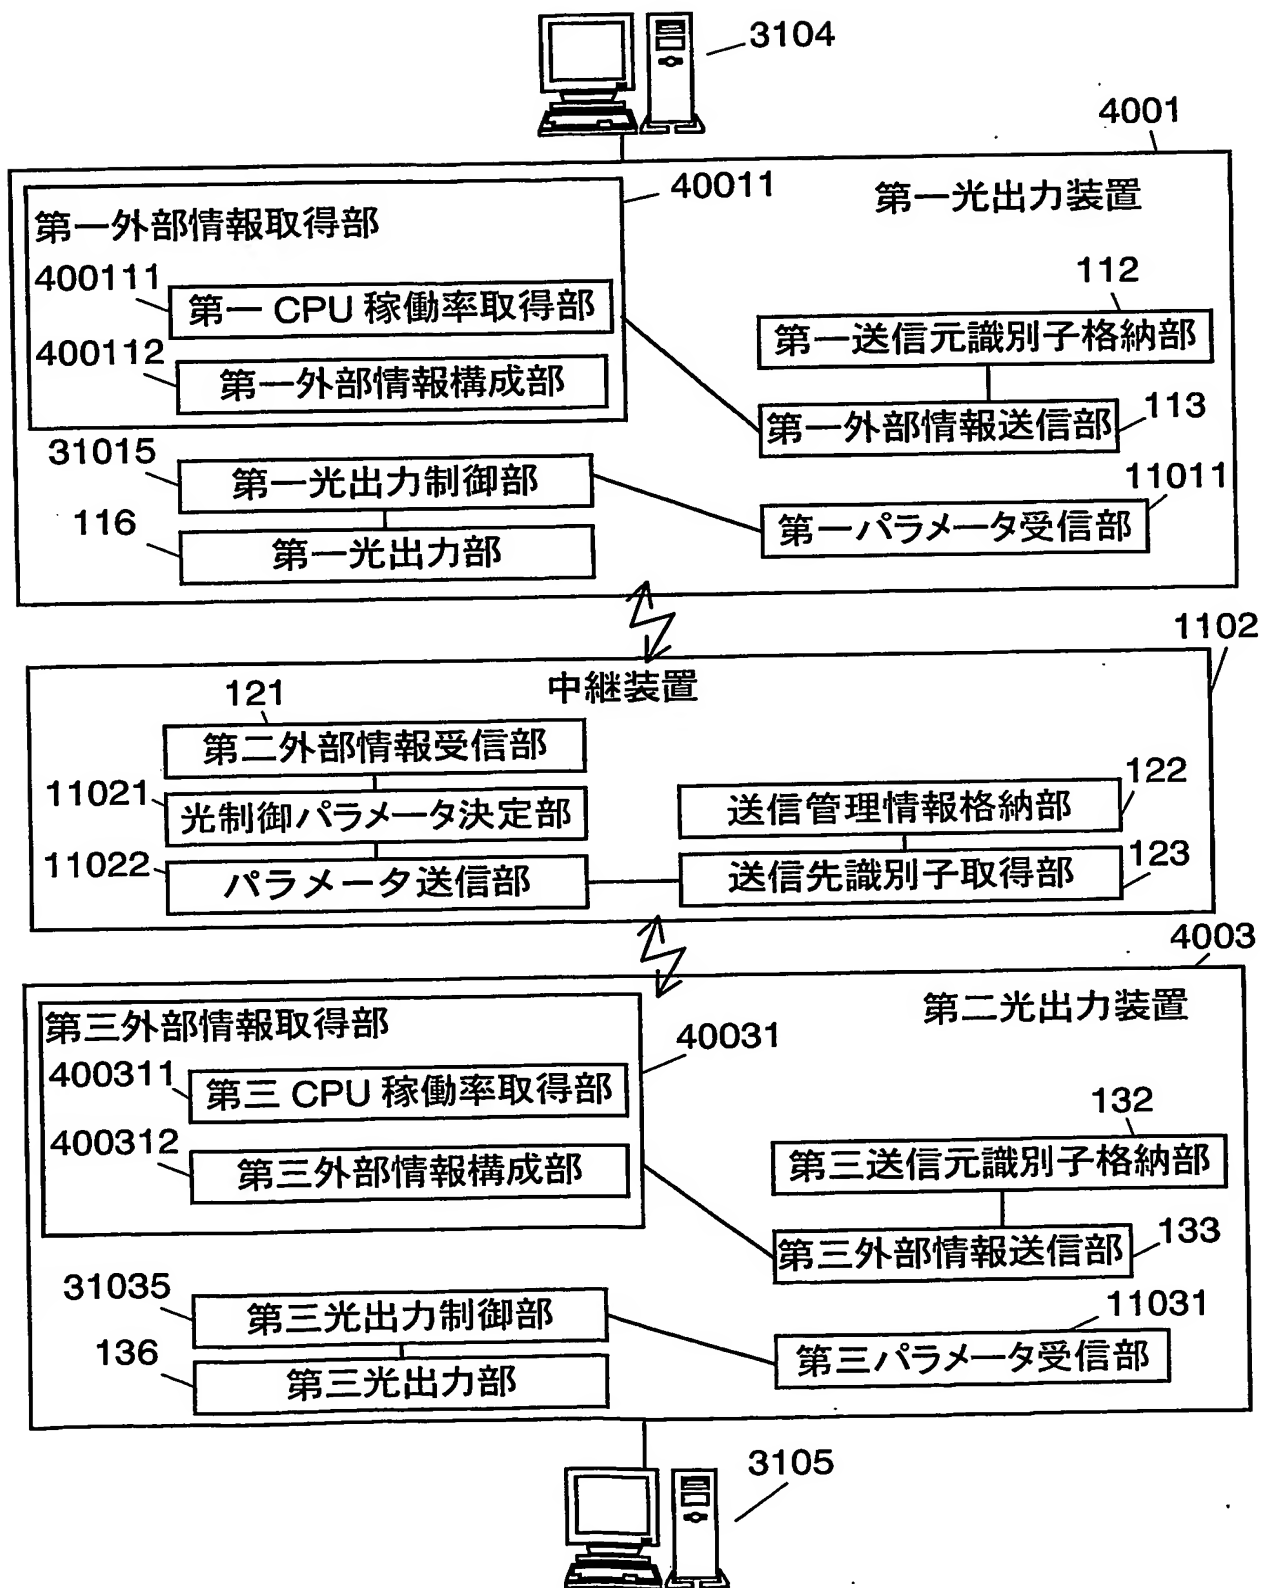 3104
4001
40011
第一光出力装置
第一外部情報取得部
400111
第一 CPU 稼働率取得部
112
第一送信元識別子格納部
400112
第一外部情報構成部
第一外部情報送信部
113
31015
第一光出力制御部
11011
第一パラメータ受信部
116
第一光出力部
1102
中継装置
121
第二外部情報受信部
11021
光制御パラメータ決定部
送信管理情報格納部
122
11022
パラメータ送信部
送信先識別子取得部
123
4003
第二光出力装置
第三外部情報取得部
40031
400311
第三 CPU 稼働率取得部
132
第三送信元識別子格納部
400312
第三外部情報構成部
第三外部情報送信部
133
31035
第三光出力制御部
11031
第三パラメータ受信部
136
第三光出力部
3105